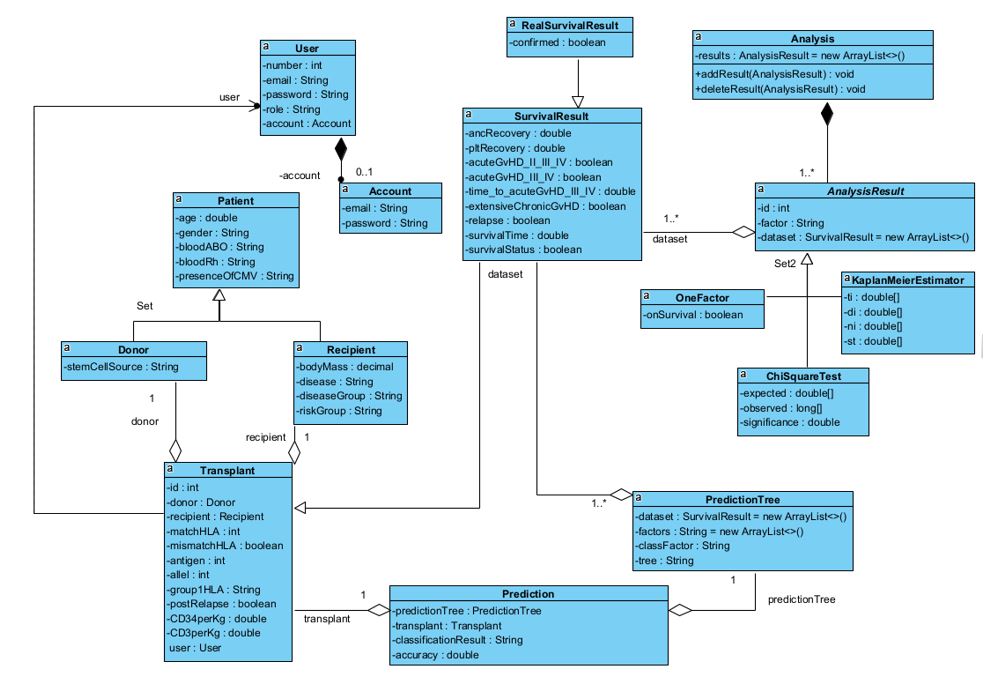 a
User
-number : int
-email : String
-password : String
-role : String
-account : Account
user
-account
0..1
a
Account
-email : String
-password : String
a
RealSurvivalResult
-confirmed : boolean
a
SurvivalResult
-ancRecovery : double
-pltRecovery : double
-acuteGvHD_II_III_IV : boolean
-acuteGvHD_III_IV : boolean
-time_to_acuteGvHD_III_IV : double
-extensiveChronicGvHD : boolean
-relapse : boolean
-survivalTime : double
-survivalStatus : boolean
a
Analysis
-results : AnalysisResult = new ArrayList<>()
+addResult(AnalysisResult) : void
+deleteResult(AnalysisResult) : void
1..*
a
AnalysisResult
-id : int
-factor : String
-dataset : SurvivalResult = new ArrayList<>()
1..*
dataset
Set2
a
OneFactor
-onSurvival : boolean
a
KaplanMeierEstimator
-ti : double[]
-di : double[]
-ni : double[]
-st : double[]
a
ChiSquareTest
-expected : double[]
-observed : long[]
-significance : double
a
Patient
-age : double
-gender : String
-bloodABO : String
-bloodRh : String
-presenceOfCMV : String
Set
a
Donor
-stemCellSource : String
a
Recipient
-bodyMass : decimal
-disease : String
-diseaseGroup : String
-riskGroup : String
1
donor
recipient
1
dataset
a
Transplant
-id : int
-donor : Donor
-recipient : Recipient
-matchHLA : int
-mismatchHLA : boolean
-antigen : int
-allel : int
-group1HLA : String
-postRelapse : boolean
-CD34perKg : double
-CD3perKg : double
user : User
1..*
a
PredictionTree
-dataset : SurvivalResult = new ArrayList<>()
-factors : String = new ArrayList<>()
-classFactor : String
-tree : String
1
predictionTree
1
transplant
a
Prediction
-predictionTree : PredictionTree
-transplant : Transplant
-classificationResult : String
-accuracy : double